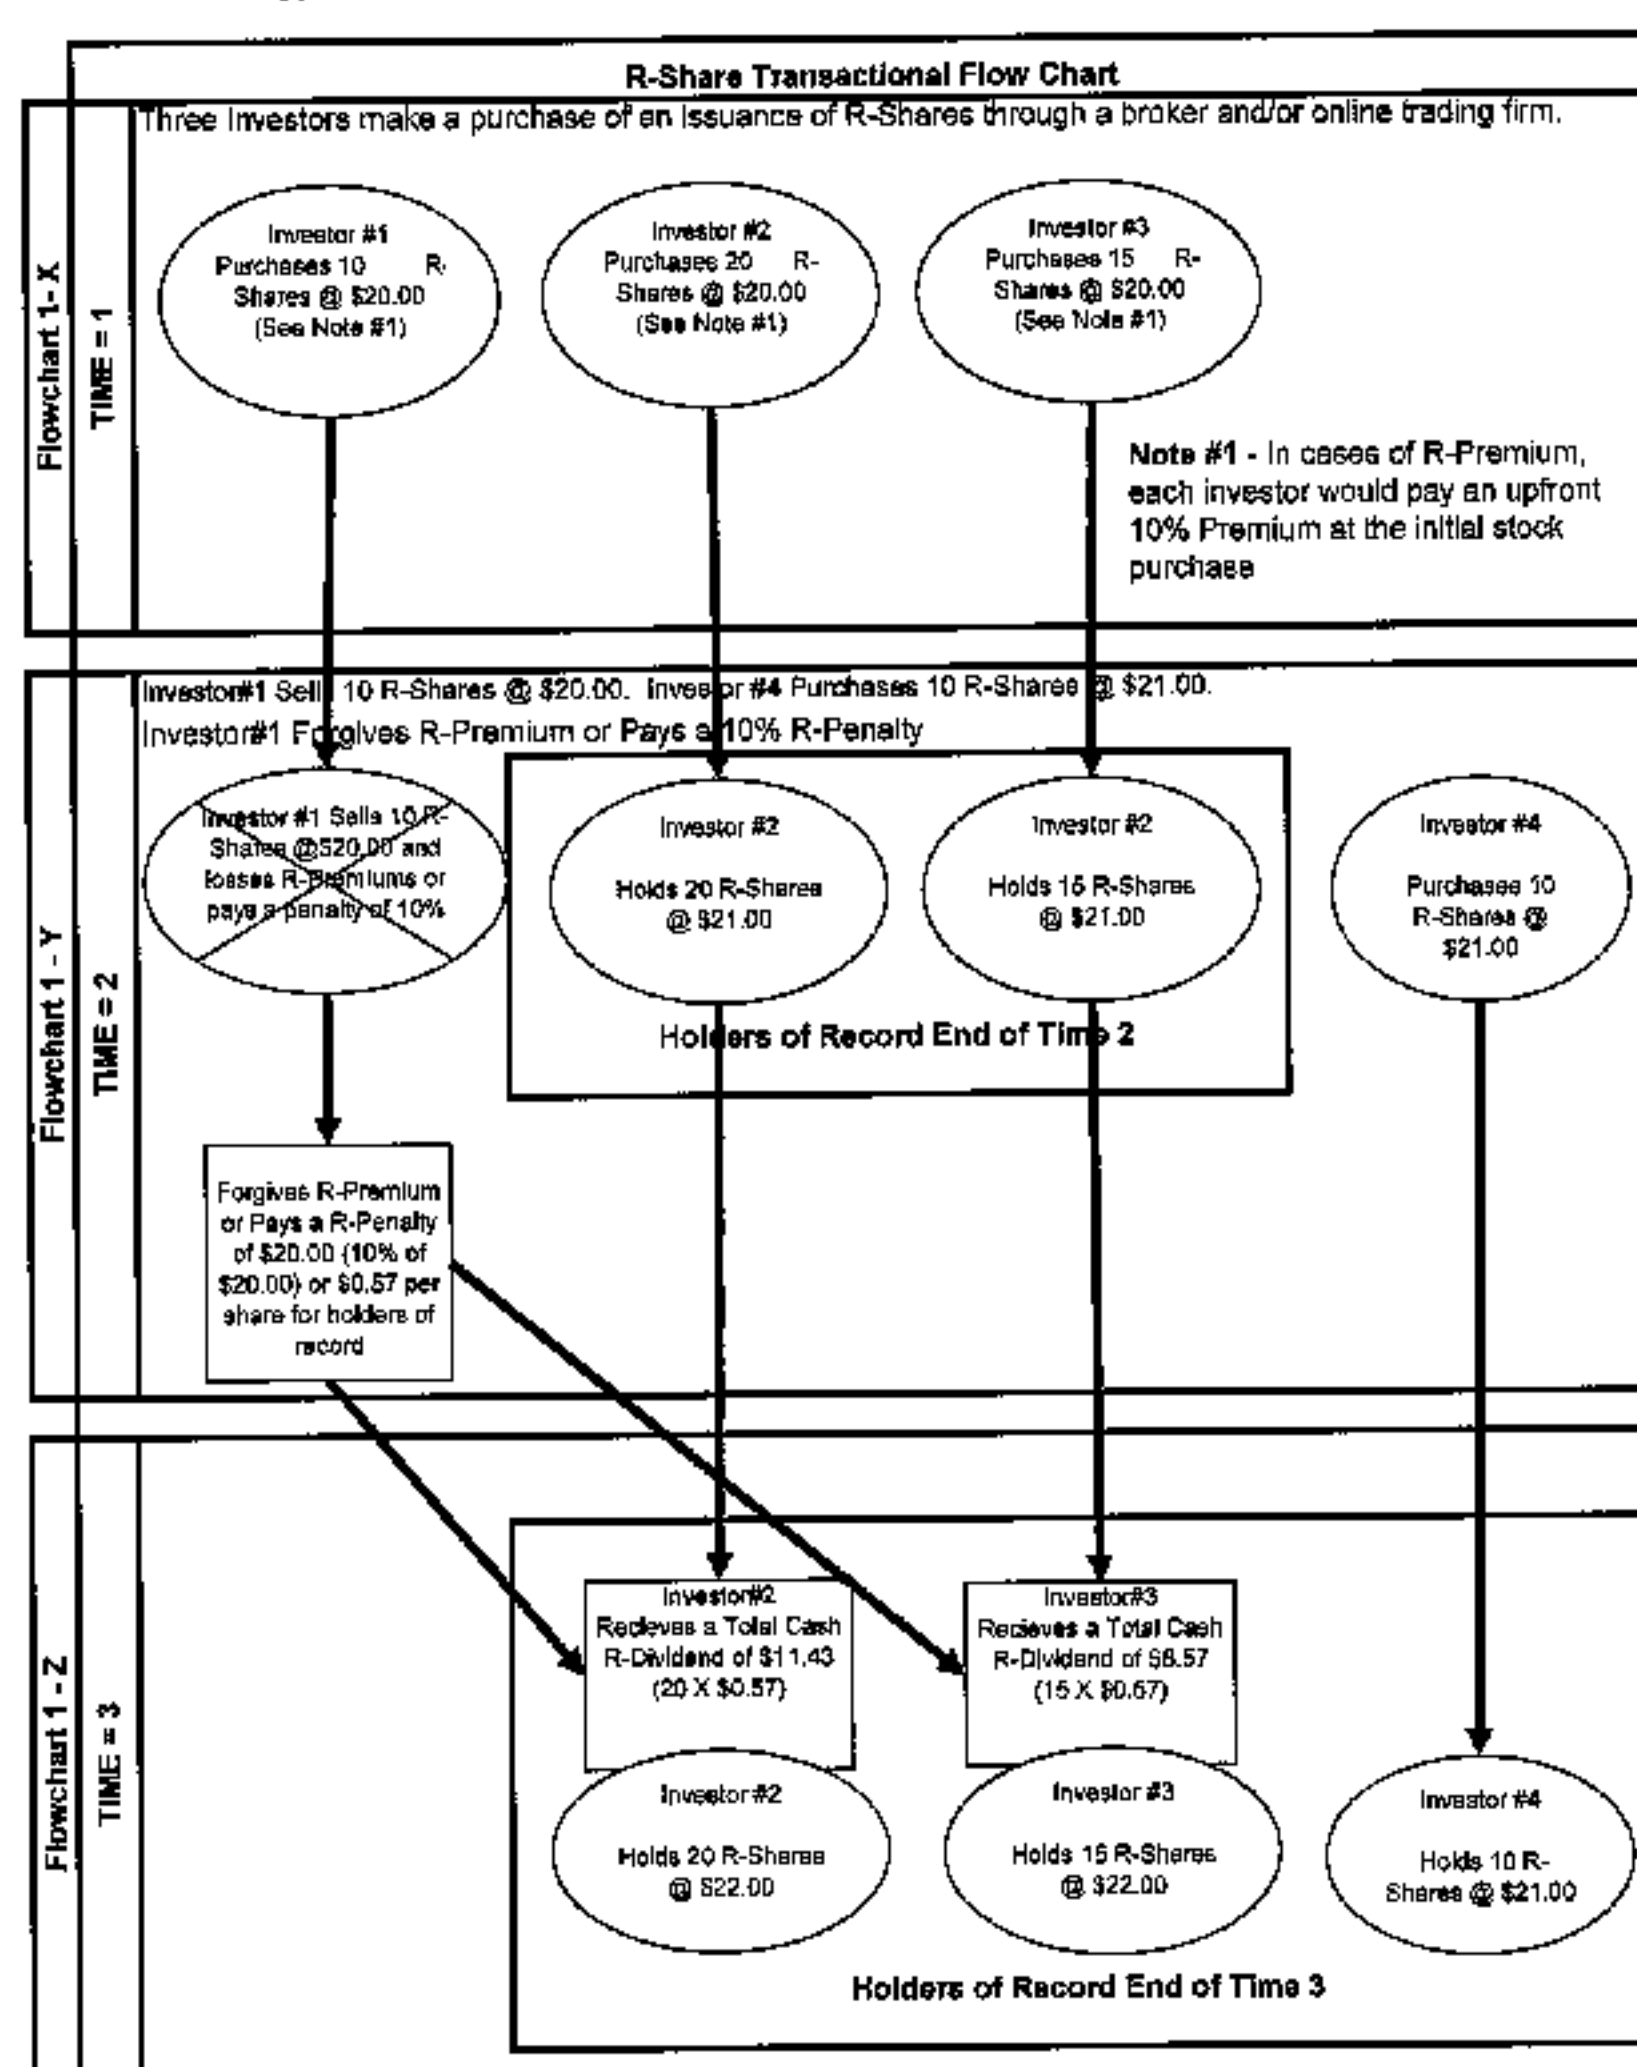 R-Share Transactional Flow Chart
Three Investors make a purchase of an Issuance of R-Shares through a broker and/or online trading firm.
Flowchart 1- X
TIME = 1
Investor #1
Purchases 10 R-
Shares @ $20.00
(See Note #1)
Investor #2
Purchases 20 R-
Shares @ $20.00
(See Note #1)
Investor #3
Purchases 15 R-
Shares @ $20.00
(See Note #1)
Note #1 - In cases of R-Premium,
each investor would pay an upfront
10% Premium at the initial stock
purchase
Flowchart 1 - Y
TIME = 2
Investor#1 Sells 10 R-Shares @ $20.00. Investor #4 Purchases 10 R-Shares @ $21.00.
Investor#1 Forgives R-Premium or Pays a 10% R-Penalty
Investor #1 Sells 10 R-
Shares @$20.00 and
losses R-Premiums or
pays a penalty of 10%
Investor #2
Holds 20 R-Shares
@ $21.00
Investor #2
Holds 15 R-Shares
@ $21.00
Investor #4
Purchases 10
R-Shares @
$21.00
Holders of Record End of Time 2
Forgives R-Premium
or Pays a R-Penalty
of $20.00 (10% of
$20.00) or $0.57 per
share for holders of
record
Flowchart 1 - Z
TIME = 3
Investor#2
Recieves a Total Cash
R-Dividend of $11.43
(20 X $0.57)
Investor#3
Recieves a Total Cash
R-Dividend of $8.57
(15 X $0.57)
Investor #2
Holds 20 R-Shares
@ $22.00
Investor #3
Holds 15 R-Shares
@ $22.00
Investor #4
Holds 10 R-
Shares @ $21.00
Holders of Record End of Time 3